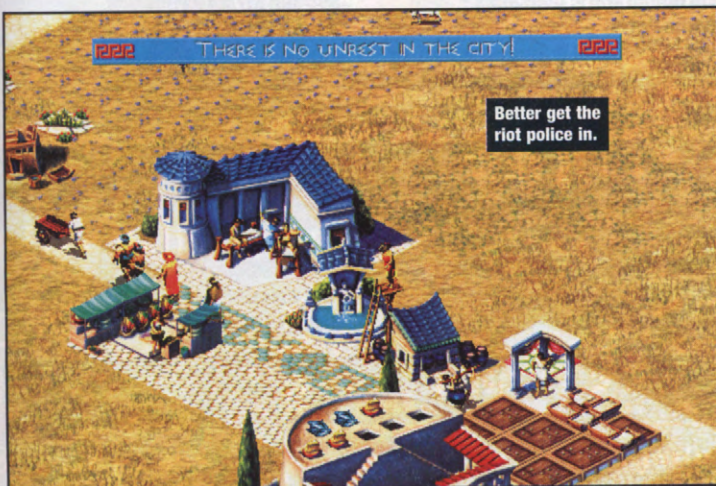 THERE IS NO UNREST IN THE CITY!
Better get the
riot police in.